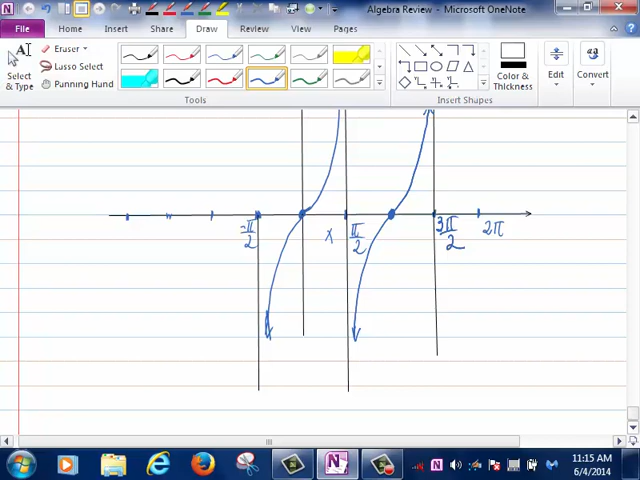 Algebra Review - Microsoft OneNote
File Home Insert Share Draw Review View
Select & Type
Eraser
Lasso Select
Panning Hand
Color & Thickness
Edit
Convert
Tools
Insert Shapes
-π/2 x π/2 3π/2 2π
11:15 AM
6/4/2014